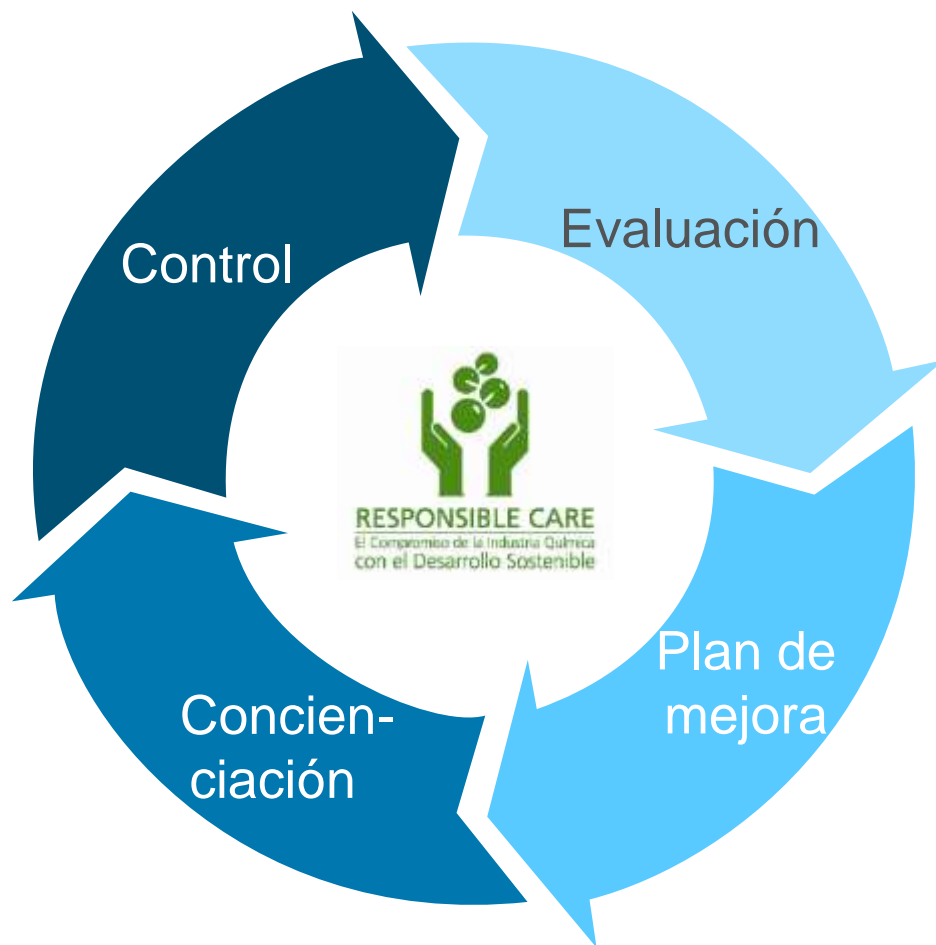 Control
Evaluación
RESPONSIBLE CARE
El Compromiso de la Industria Química
con el Desarrollo Sostenible
Concien-
ciación
Plan de
mejora